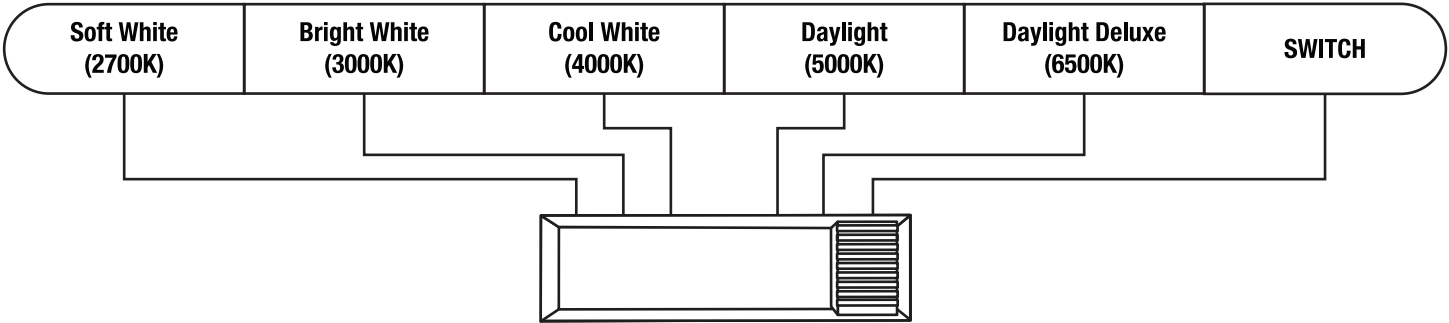 Soft White
(2700K)
Bright White
(3000K)
Cool White
(4000K)
Daylight
(5000K)
Daylight Deluxe
(6500K)
SWITCH